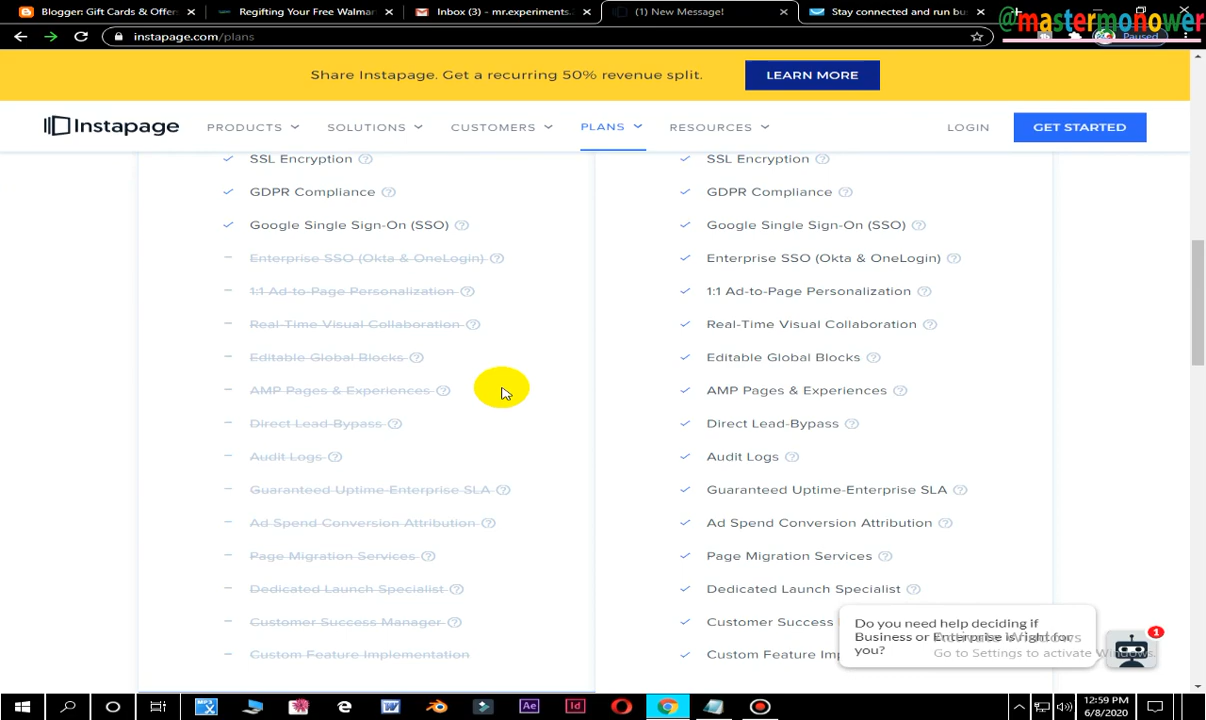 Blogger: Gift Cards & Offer
Regifting Your Free Walmar
Inbox (3) - mr.experiments.
(1) New Message!
Stay connected and run bu
@mastermonower
instapage.com/plans
Paused
Share Instapage. Get a recurring 50% revenue split.
LEARN MORE
Instapage
PRODUCTS
SOLUTIONS
CUSTOMERS
PLANS
RESOURCES
LOGIN
GET STARTED
SSL Encryption
GDPR Compliance
Google Single Sign-On (SSO)
Enterprise SSO (Okta & OneLogin)
1:1 Ad-to-Page Personalization
Real-Time Visual Collaboration
Editable Global Blocks
AMP Pages & Experiences
Direct Lead-Bypass
Audit Logs
Guaranteed Uptime-Enterprise SLA
Ad Spend Conversion Attribution
Page Migration Services
Dedicated Launch Specialist
Customer Success Manager
Custom Feature Implementation
SSL Encryption
GDPR Compliance
Google Single Sign-On (SSO)
Enterprise SSO (Okta & OneLogin)
1:1 Ad-to-Page Personalization
Real-Time Visual Collaboration
Editable Global Blocks
AMP Pages & Experiences
Direct Lead-Bypass
Audit Logs
Guaranteed Uptime-Enterprise SLA
Ad Spend Conversion Attribution
Page Migration Services
Dedicated Launch Specialist
Customer Success
Custom Feature Imp
Do you need help deciding if
Business or Enterprise is right for
you?
1
Activate Windows
Go to Settings to activate Windows.
12:59 PM
6/8/2020